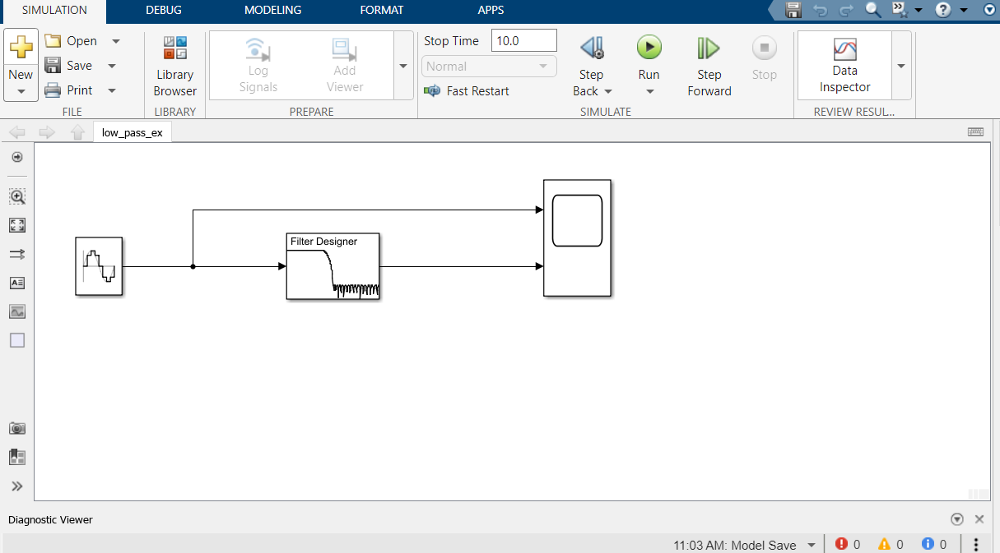 SIMULATION DEBUG MODELING FORMAT APPS
New
Open
Save
Print
FILE
Library
Browser
LIBRARY
Log
Signals
Add
Viewer
PREPARE
Stop Time 10.0
Normal
Fast Restart
Step
Back
Run
Step
Forward
Stop
SIMULATE
Data
Inspector
REVIEW RESUL...
low_pass_ex
Filter Designer
Diagnostic Viewer
11:03 AM: Model Save 0 0 0